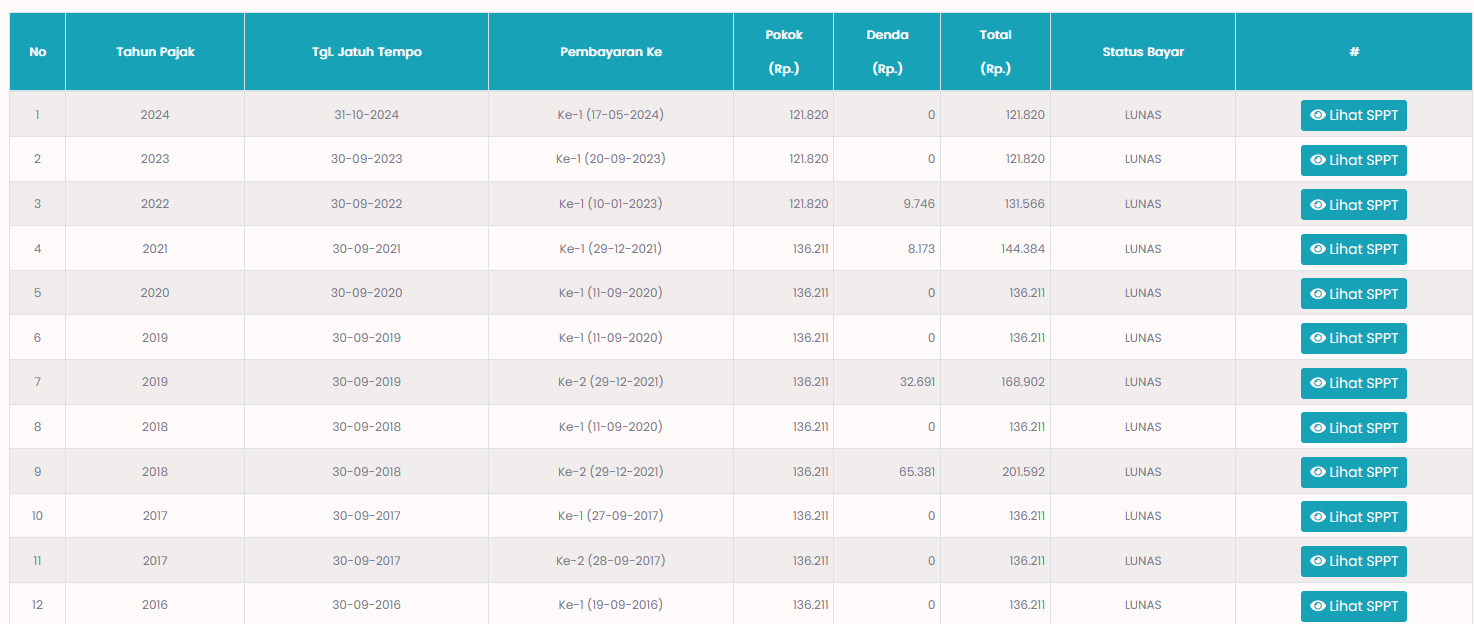 No Tahun Pajak Tgl. Jatuh Tempo Pembayaran Ke Pokok (Rp.) Denda (Rp.) Total (Rp.) Status Bayar #
1 2024 31-10-2024 Ke-1 (17-05-2024) 121.820 0 121.820 LUNAS Lihat SPPT
2 2023 30-09-2023 Ke-1 (20-09-2023) 121.820 0 121.820 LUNAS Lihat SPPT
3 2022 30-09-2022 Ke-1 (10-01-2023) 121.820 9.746 131.566 LUNAS Lihat SPPT
4 2021 30-09-2021 Ke-1 (29-12-2021) 136.211 8.173 144.384 LUNAS Lihat SPPT
5 2020 30-09-2020 Ke-1 (11-09-2020) 136.211 0 136.211 LUNAS Lihat SPPT
6 2019 30-09-2019 Ke-1 (11-09-2020) 136.211 0 136.211 LUNAS Lihat SPPT
7 2019 30-09-2019 Ke-2 (29-12-2021) 136.211 32.691 168.902 LUNAS Lihat SPPT
8 2018 30-09-2018 Ke-1 (11-09-2020) 136.211 0 136.211 LUNAS Lihat SPPT
9 2018 30-09-2018 Ke-2 (29-12-2021) 136.211 65.381 201.592 LUNAS Lihat SPPT
10 2017 30-09-2017 Ke-1 (27-09-2017) 136.211 0 136.211 LUNAS Lihat SPPT
11 2017 30-09-2017 Ke-2 (28-09-2017) 136.211 0 136.211 LUNAS Lihat SPPT
12 2016 30-09-2016 Ke-1 (19-09-2016) 136.211 0 136.211 LUNAS Lihat SPPT